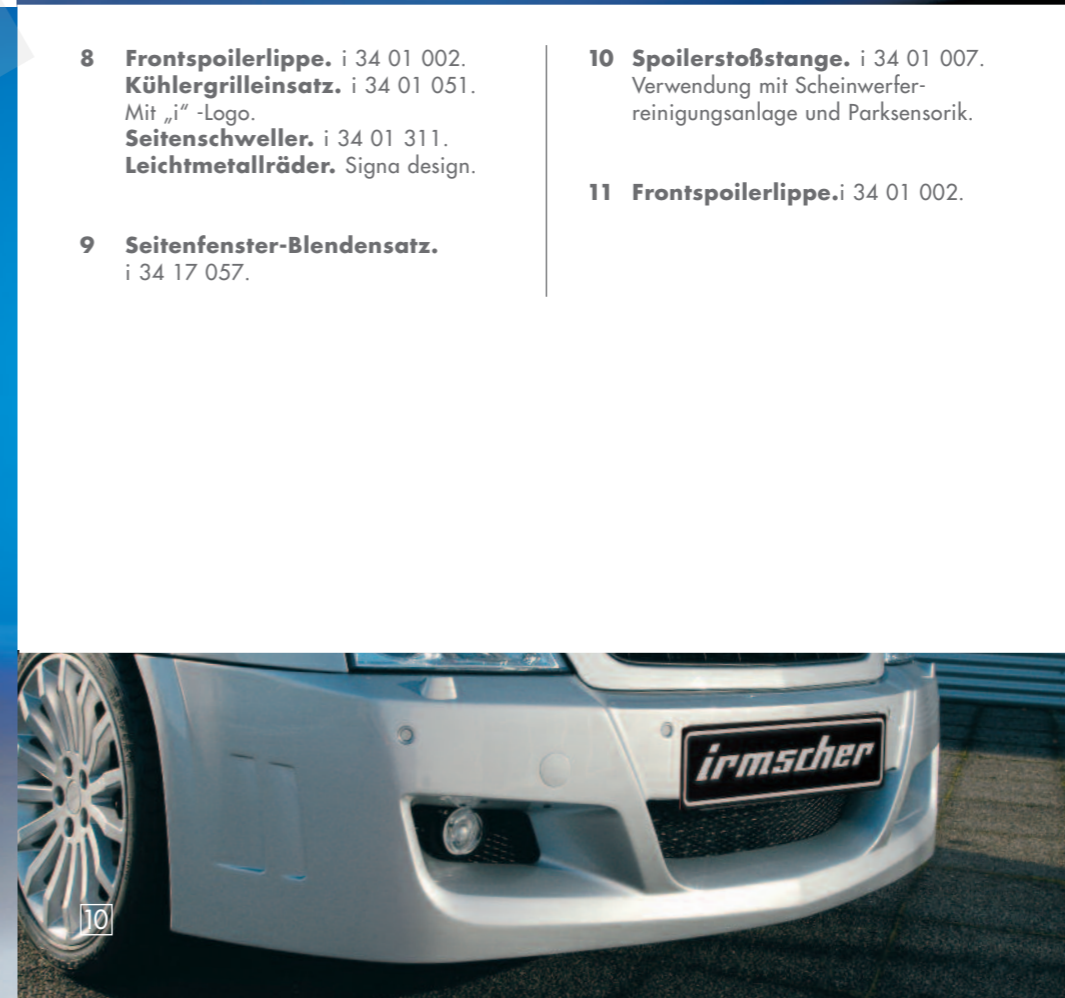 8 Frontspoilerlippe. i 34 01 002.
Kühlergrilleinsatz. i 34 01 051.
Mit „i“ -Logo.
Seitenschweller. i 34 01 311.
Leichtmetallräder. Signa design.
9 Seitenfenster-Blendensatz.
i 34 17 057.
10 Spoilerstoßstange. i 34 01 007.
Verwendung mit Scheinwerfer-
reinigungsanlage und Parksensorik.
11 Frontspoilerlippe.i 34 01 002.
irmscher
10